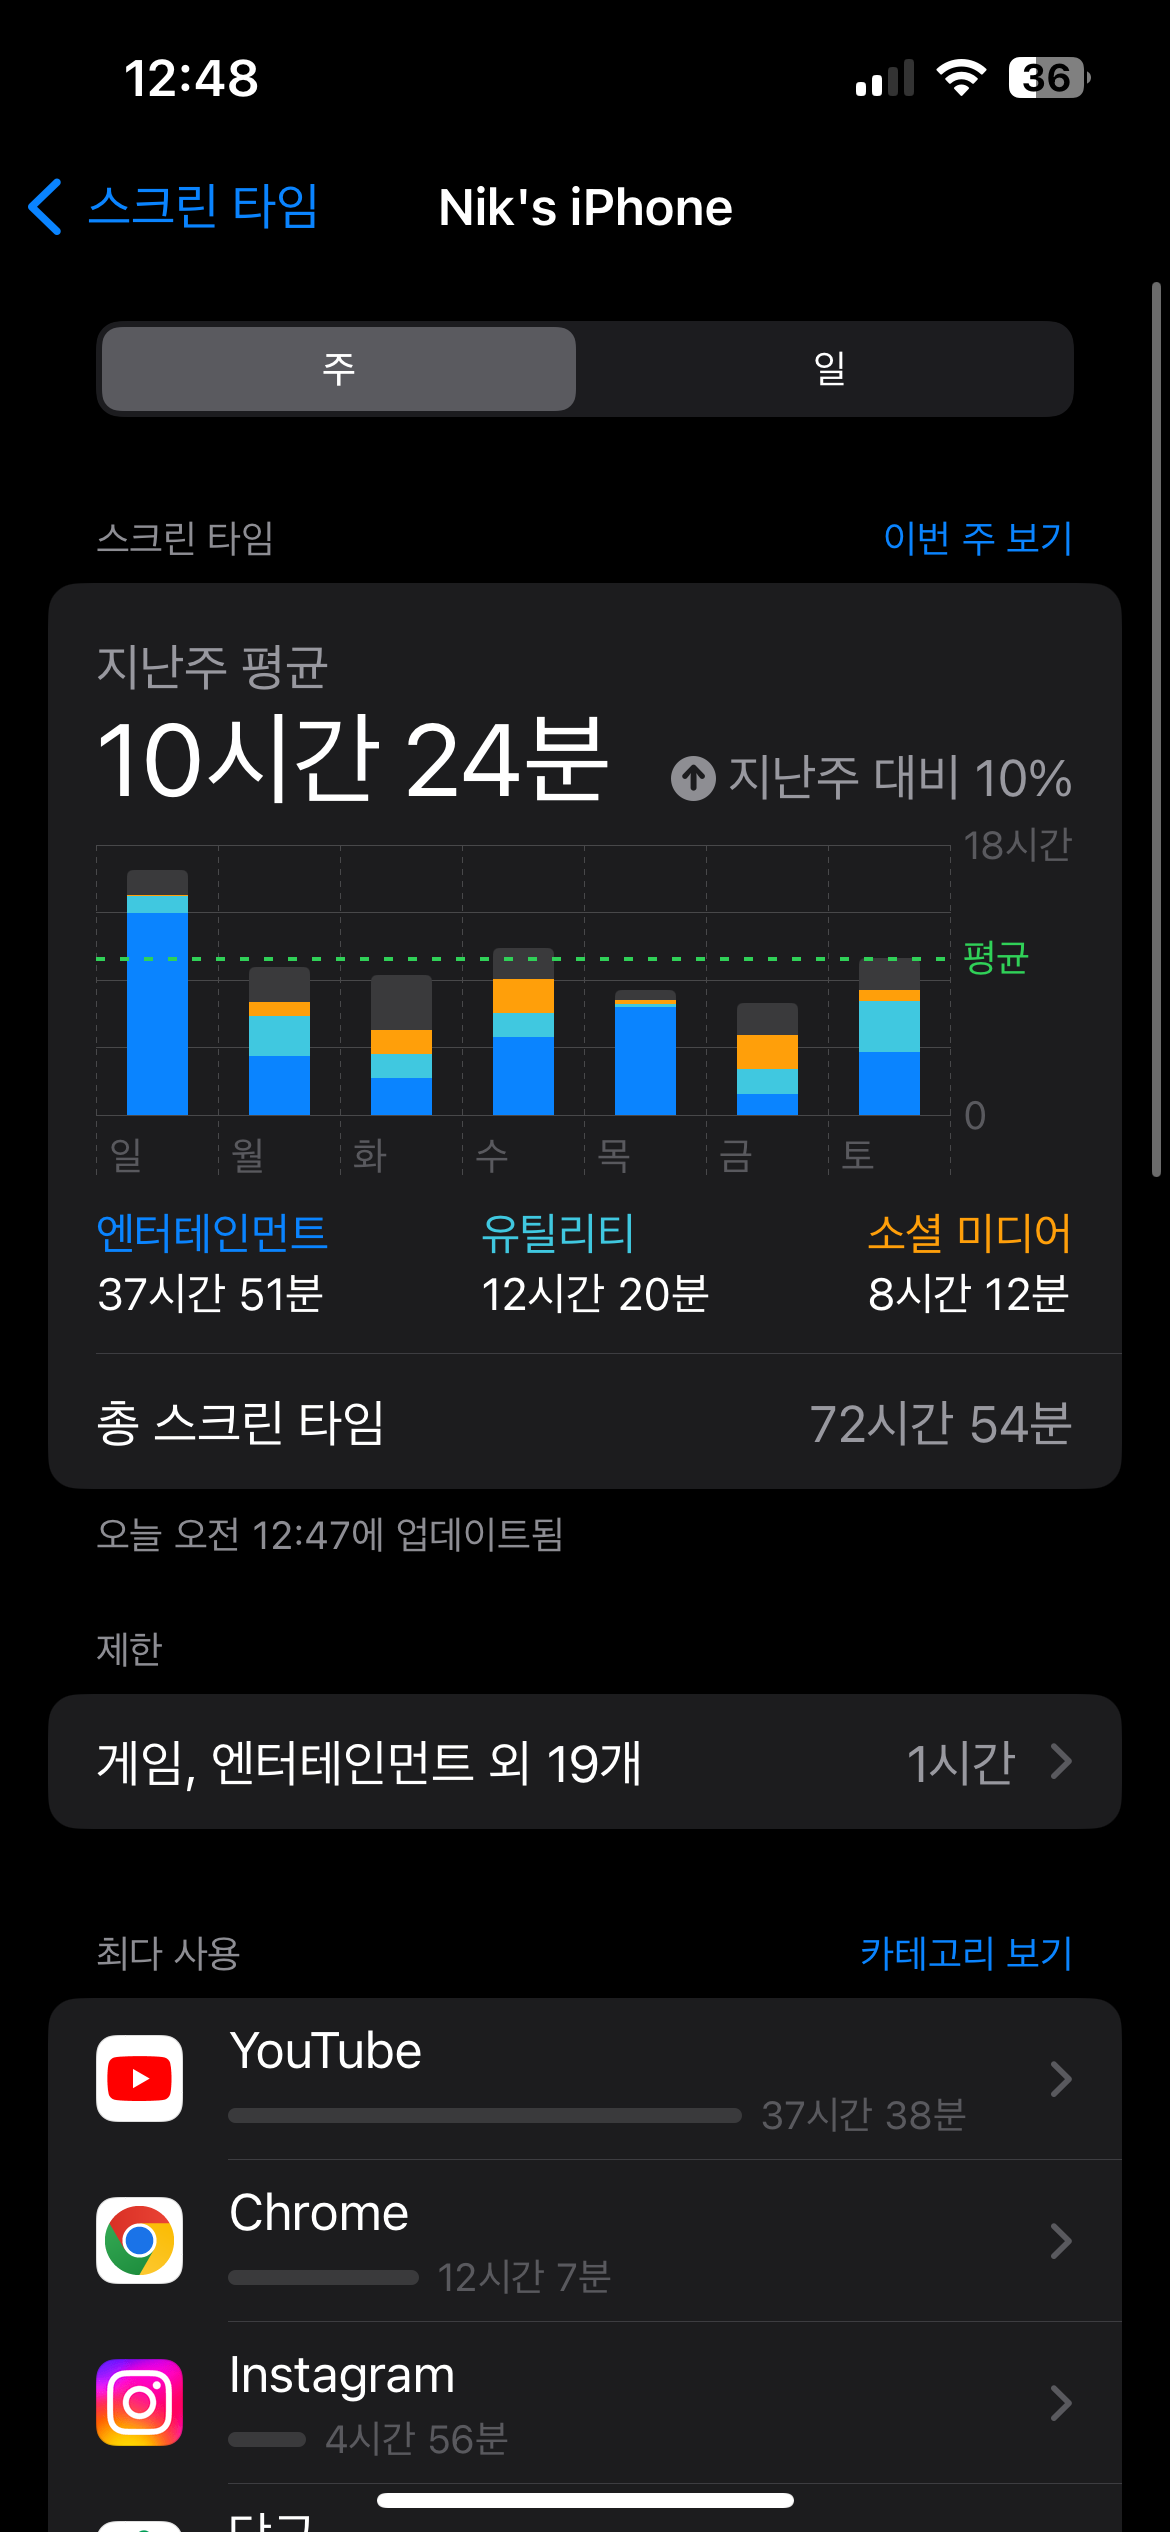 12:48
36
스크린 타임
Nik's iPhone
주
일
스크린 타임
이번 주 보기
지난주 평균
10시간 24분
지난주 대비 10%
18시간
평균
0
일 월 화 수 목 금 토
엔터테인먼트 유틸리티 소셜 미디어
37시간 51분 12시간 20분 8시간 12분
총 스크린 타임 72시간 54분
오늘 오전 12:47에 업데이트됨
제한
게임, 엔터테인먼트 외 19개 1시간
최다 사용 카테고리 보기
YouTube
37시간 38분
Chrome
12시간 7분
Instagram
4시간 56분